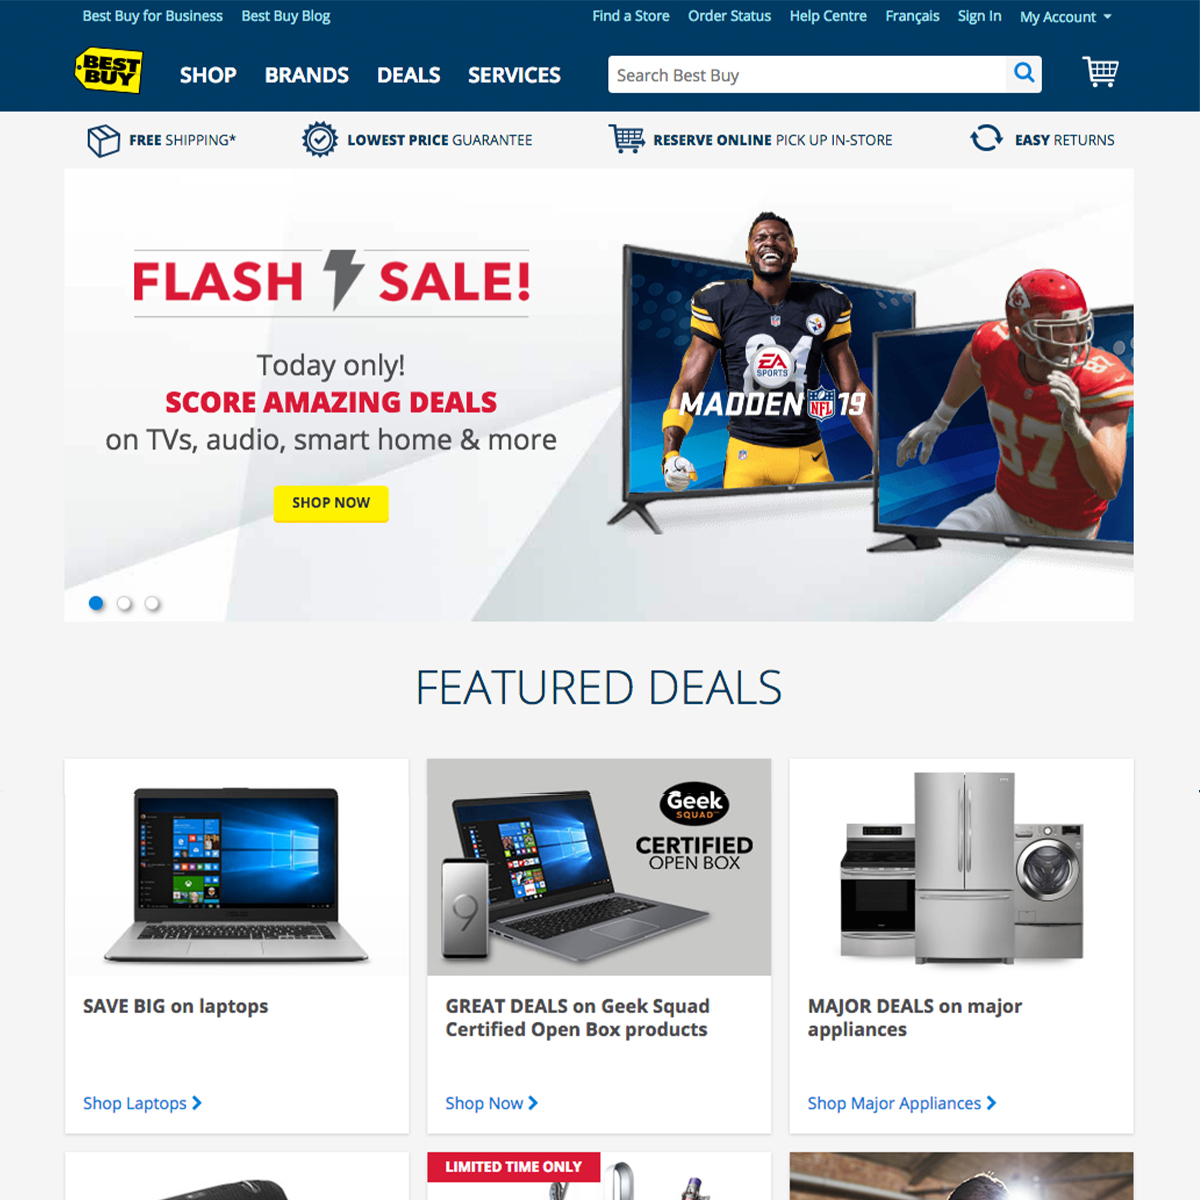 Best Buy for Business Best Buy Blog Find a Store Order Status Help Centre Français Sign In My Account
BEST
BUY
SHOP BRANDS DEALS SERVICES Search Best Buy
FREE SHIPPING* LOWEST PRICE GUARANTEE RESERVE ONLINE PICK UP IN-STORE EASY RETURNS
FLASH SALE!
Today only!
SCORE AMAZING DEALS
on TVs, audio, smart home & more
SHOP NOW
84
EA
SPORTS
MADDEN NFL 19
87
87
FEATURED DEALS
Geek
SQUAD
CERTIFIED
OPEN BOX
9
SAVE BIG on laptops
Shop Laptops
GREAT DEALS on Geek Squad
Certified Open Box products
Shop Now
MAJOR DEALS on major
appliances
Shop Major Appliances
LIMITED TIME ONLY